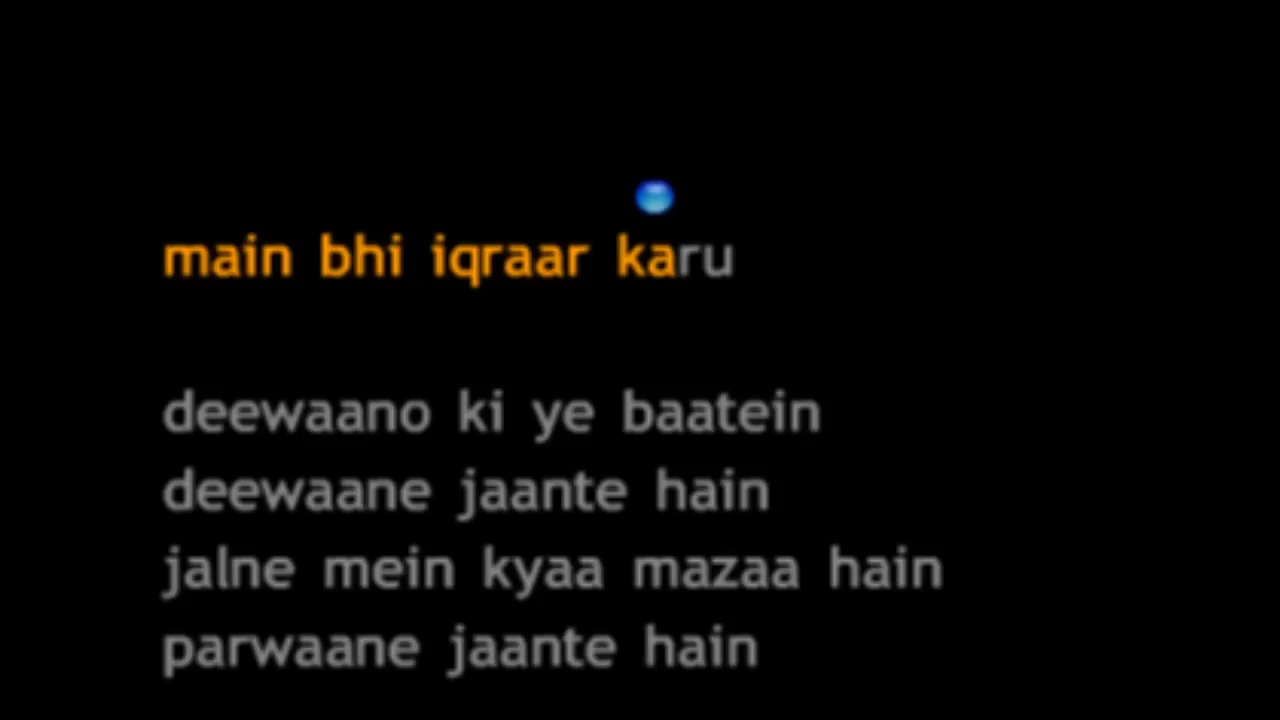 main bhi iqraar karu
deewaano ki ye baatein
deewaane jaante hain
jalne mein kyaa mazaa hain
parwaane jaante hain